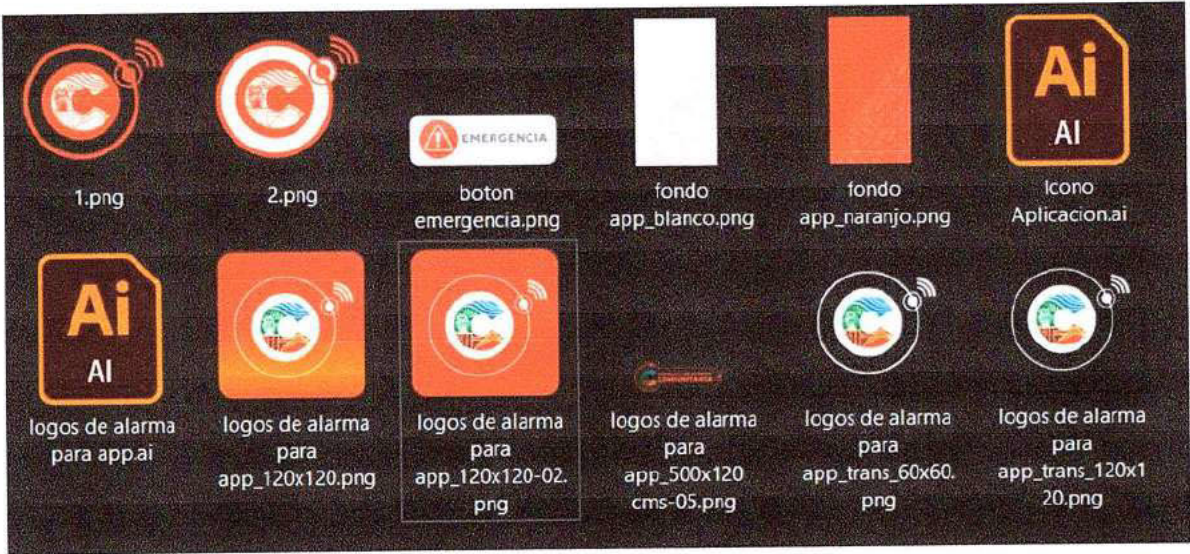 EMERGENCIA
Ai
AI
1.png
2.png
boton
emergencia.png
fondo
app_blanco.png
fondo
app_naranjo.png
Icono
Aplicacion.ai
Ai
AI
COMUNITARIA
logos de alarma
para app.ai
logos de alarma
para
app_120x120.png
logos de alarma
para
app_120x120-02.
png
logos de alarma
para
app_500x120
cms-05.png
logos de alarma
para
app_trans_60x60.
png
logos de alarma
para
app_trans_120x1
20.png